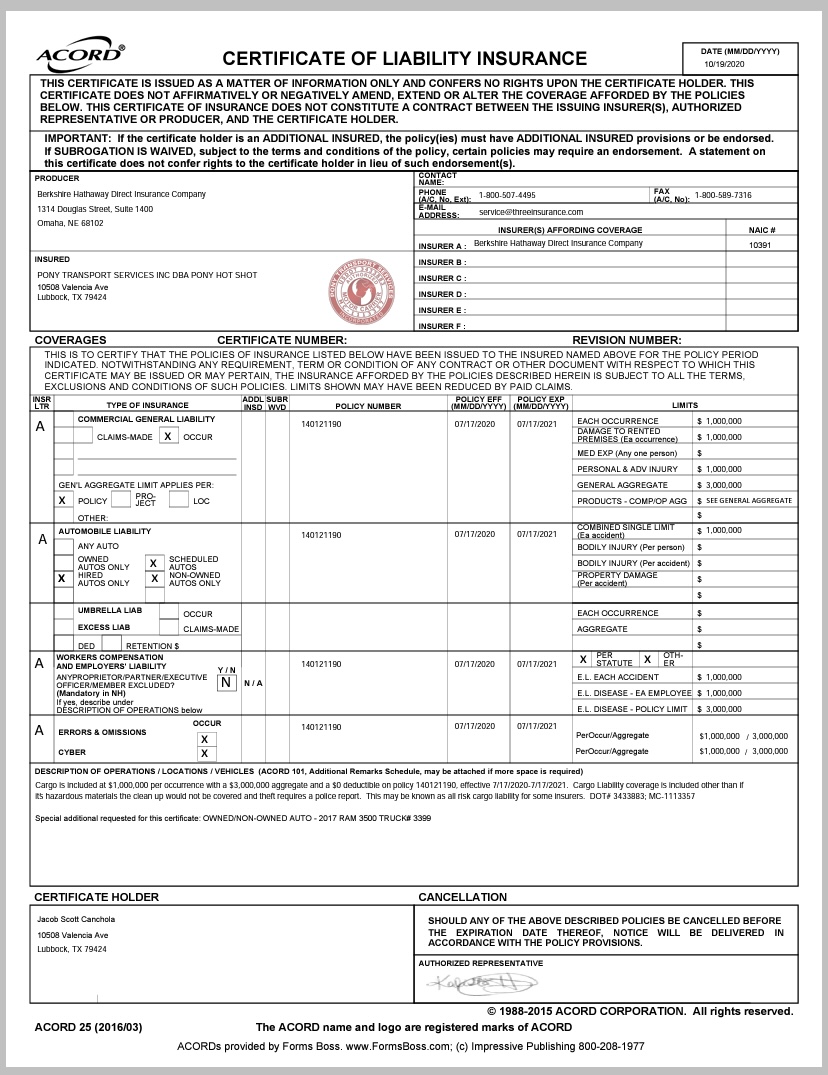 ACORD®
CERTIFICATE OF LIABILITY INSURANCE
DATE (MM/DD/YYYY)
10/19/2020
THIS CERTIFICATE IS ISSUED AS A MATTER OF INFORMATION ONLY AND CONFERS NO RIGHTS UPON THE CERTIFICATE HOLDER. THIS
CERTIFICATE DOES NOT AFFIRMATIVELY OR NEGATIVELY AMEND, EXTEND OR ALTER THE COVERAGE AFFORDED BY THE POLICIES
BELOW. THIS CERTIFICATE OF INSURANCE DOES NOT CONSTITUTE A CONTRACT BETWEEN THE ISSUING INSURER(S), AUTHORIZED
REPRESENTATIVE OR PRODUCER, AND THE CERTIFICATE HOLDER.
IMPORTANT: If the certificate holder is an ADDITIONAL INSURED, the policy(ies) must have ADDITIONAL INSURED provisions or be endorsed.
If SUBROGATION IS WAIVED, subject to the terms and conditions of the policy, certain policies may require an endorsement. A statement on
this certificate does not confer rights to the certificate holder in lieu of such endorsement(s).
PRODUCER
Berkshire Hathaway Direct Insurance Company
1314 Douglas Street, Suite 1400
Omaha, NE 68102
CONTACT NAME:
PHONE (A/C, No, Ext): 1-800-507-4495 FAX (A/C, No): 1-800-589-7316
E-MAIL ADDRESS: service@threeinsurance.com
INSURER(S) AFFORDING COVERAGE NAIC #
INSURER A : Berkshire Hathaway Direct Insurance Company 10391
INSURED
PONY TRANSPORT SERVICES INC DBA PONY HOT SHOT
10508 Valencia Ave
Lubbock, TX 79424
PONY TRANSPORT SERVICES
INSURER B :
INSURER C :
INSURER D :
INSURER E :
INSURER F :
COVERAGES CERTIFICATE NUMBER: REVISION NUMBER:
THIS IS TO CERTIFY THAT THE POLICIES OF INSURANCE LISTED BELOW HAVE BEEN ISSUED TO THE INSURED NAMED ABOVE FOR THE POLICY PERIOD
INDICATED. NOTWITHSTANDING ANY REQUIREMENT, TERM OR CONDITION OF ANY CONTRACT OR OTHER DOCUMENT WITH RESPECT TO WHICH THIS
CERTIFICATE MAY BE ISSUED OR MAY PERTAIN, THE INSURANCE AFFORDED BY THE POLICIES DESCRIBED HEREIN IS SUBJECT TO ALL THE TERMS,
EXCLUSIONS AND CONDITIONS OF SUCH POLICIES. LIMITS SHOWN MAY HAVE BEEN REDUCED BY PAID CLAIMS.
INSR LTR TYPE OF INSURANCE ADDL INSD SUBR WVD POLICY NUMBER POLICY EFF (MM/DD/YYYY) POLICY EXP (MM/DD/YYYY) LIMITS
A COMMERCIAL GENERAL LIABILITY 140121190 07/17/2020 07/17/2021 EACH OCCURRENCE $ 1,000,000
CLAIMS-MADE X OCCUR DAMAGE TO RENTED PREMISES (Ea occurrence) $ 1,000,000
MED EXP (Any one person) $
PERSONAL & ADV INJURY $ 1,000,000
GEN'L AGGREGATE LIMIT APPLIES PER: GENERAL AGGREGATE $ 3,000,000
X POLICY PRO-JECT LOC PRODUCTS - COMP/OP AGG $ SEE GENERAL AGGREGATE
OTHER: $
A AUTOMOBILE LIABILITY 140121190 07/17/2020 07/17/2021 COMBINED SINGLE LIMIT (Ea accident) $ 1,000,000
ANY AUTO BODILY INJURY (Per person) $
OWNED AUTOS ONLY X SCHEDULED AUTOS BODILY INJURY (Per accident) $
X HIRED AUTOS ONLY X NON-OWNED AUTOS ONLY PROPERTY DAMAGE (Per accident) $
$
UMBRELLA LIAB OCCUR EACH OCCURRENCE $
EXCESS LIAB CLAIMS-MADE AGGREGATE $
DED RETENTION $ $
A WORKERS COMPENSATION AND EMPLOYERS' LIABILITY Y / N 140121190 07/17/2020 07/17/2021 X PER STATUTE X OTH-ER
ANYPROPRIETOR/PARTNER/EXECUTIVE OFFICER/MEMBER EXCLUDED? N N / A E.L. EACH ACCIDENT $ 1,000,000
(Mandatory in NH) E.L. DISEASE - EA EMPLOYEE $ 1,000,000
If yes, describe under DESCRIPTION OF OPERATIONS below E.L. DISEASE - POLICY LIMIT $ 3,000,000
A OCCUR 140121190 07/17/2020 07/17/2021
ERRORS & OMISSIONS X PerOccur/Aggregate $1,000,000 / 3,000,000
CYBER X PerOccur/Aggregate $1,000,000 / 3,000,000
DESCRIPTION OF OPERATIONS / LOCATIONS / VEHICLES (ACORD 101, Additional Remarks Schedule, may be attached if more space is required)
Cargo is included at $1,000,000 per occurrence with a $3,000,000 aggregate and a $0 deductible on policy 140121190, effective 7/17/2020-7/17/2021. Cargo Liability coverage is included other than if
its hazardous materials the clean up would not be covered and theft requires a police report. This may be known as all risk cargo liability for some insurers. DOT# 3433883; MC-1113357
Special additional requested for this certificate: OWNED/NON-OWNED AUTO - 2017 RAM 3500 TRUCK# 3399
CERTIFICATE HOLDER
Jacob Scott Canchola
10508 Valencia Ave
Lubbock, TX 79424
CANCELLATION
SHOULD ANY OF THE ABOVE DESCRIBED POLICIES BE CANCELLED BEFORE
THE EXPIRATION DATE THEREOF, NOTICE WILL BE DELIVERED IN
ACCORDANCE WITH THE POLICY PROVISIONS.
AUTHORIZED REPRESENTATIVE
© 1988-2015 ACORD CORPORATION. All rights reserved.
ACORD 25 (2016/03) The ACORD name and logo are registered marks of ACORD
ACORDs provided by Forms Boss. www.FormsBoss.com; (c) Impressive Publishing 800-208-1977